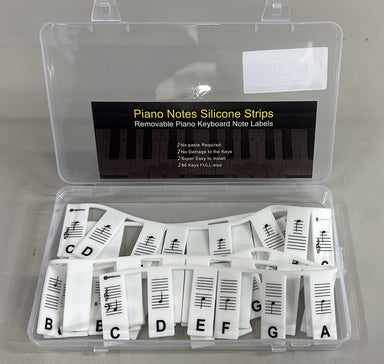 Piano Notes Silicone Strips
Removable Piano Keyboard Note Labels
No paste Required
No Damage to the Keys
Super Easy to Install
88 Keys FULL-size
C D
B C D E F G G A